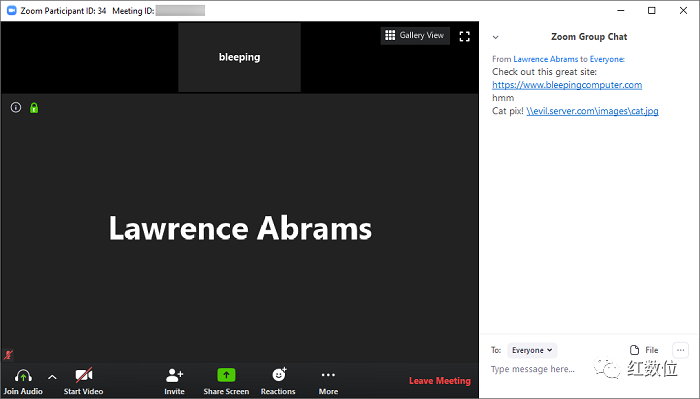 Zoom Participant ID: 34 Meeting ID:
bleeping
Gallery View
Lawrence Abrams
Join Audio
Start Video
Invite
Share Screen
Reactions
More
Leave Meeting
Zoom Group Chat
From Lawrence Abrams to Everyone:
Check out this great site:
https://www.bleepingcomputer.com
hmm
Cat pix! \\evil.server.com\images\cat.jpg
To: Everyone
File
Type message here...
红数位